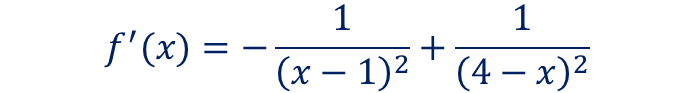 f′(x) = −1/(x − 1)² + 1/(4 − x)²